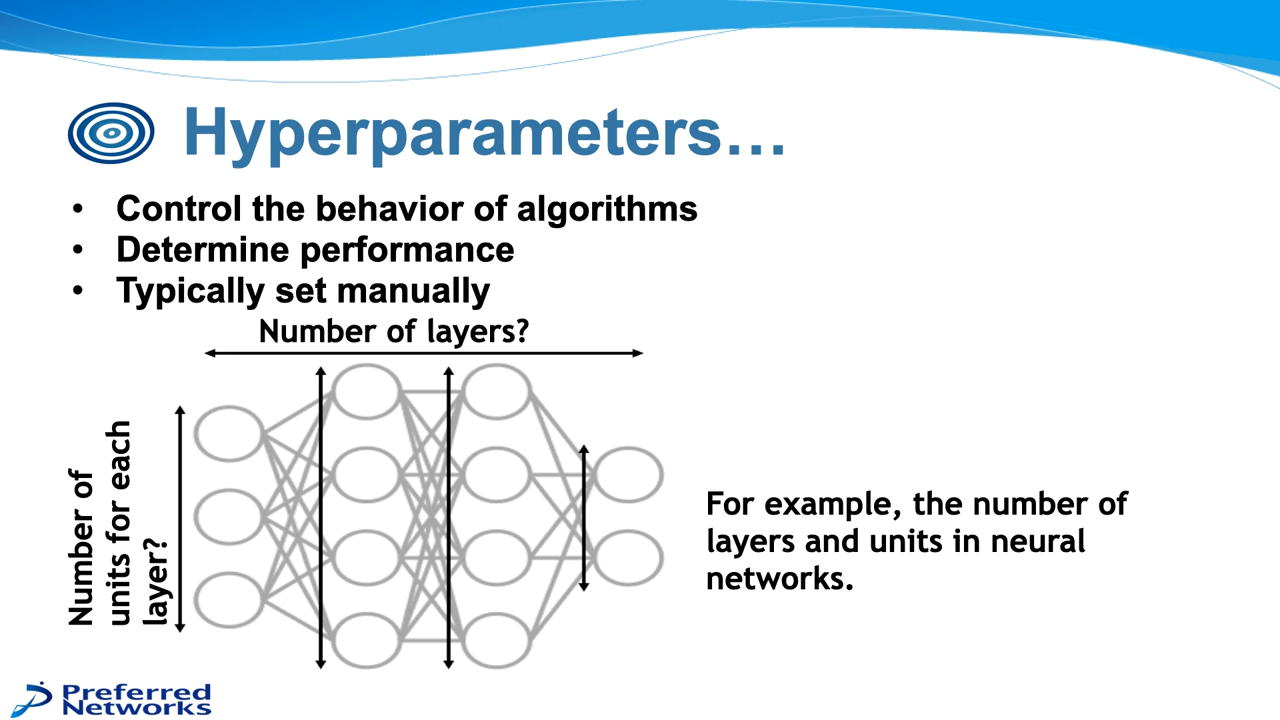 Hyperparameters…
• Control the behavior of algorithms
• Determine performance
• Typically set manually
Number of layers?
Number of
units for each
layer?
For example, the number of
layers and units in neural
networks.
Preferred
Networks